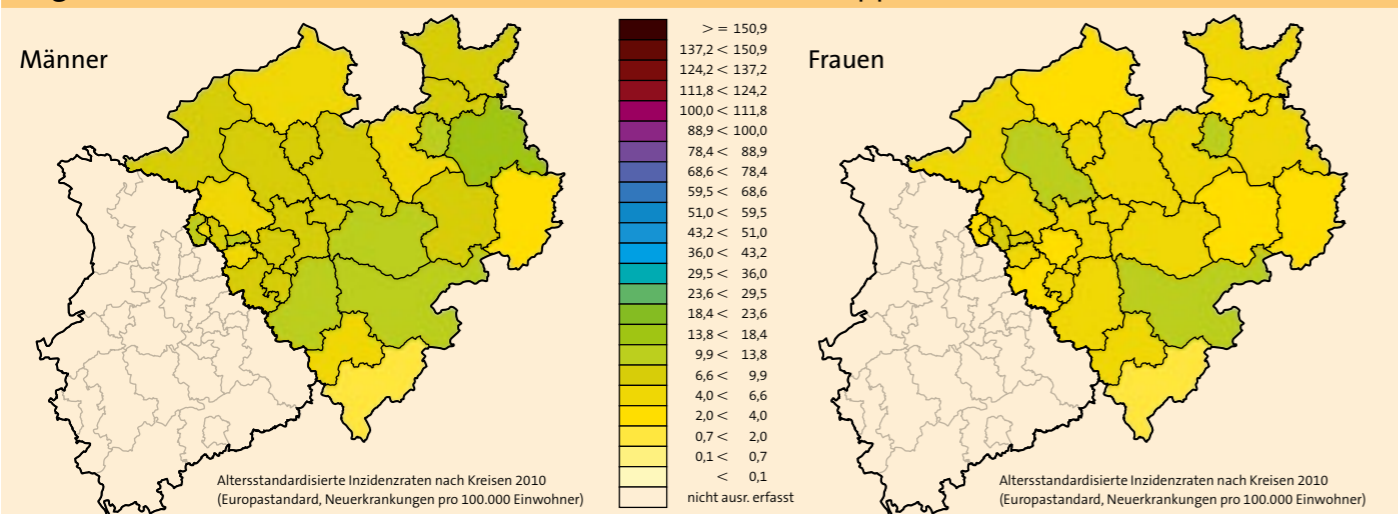 Männer
Frauen
> = 150,9
137,2 < 150,9
124,2 < 137,2
111,8 < 124,2
100,0 < 111,8
88,9 < 100,0
78,4 < 88,9
68,6 < 78,4
59,5 < 68,6
51,0 < 59,5
43,2 < 51,0
36,0 < 43,2
29,5 < 36,0
23,6 < 29,5
18,4 < 23,6
13,8 < 18,4
9,9 < 13,8
6,6 < 9,9
4,0 < 6,6
2,0 < 4,0
0,7 < 2,0
0,1 < 0,7
< 0,1
nicht ausr. erfasst
Altersstandardisierte Inzidenzraten nach Kreisen 2010
(Europastandard, Neuerkrankungen pro 100.000 Einwohner)
Altersstandardisierte Inzidenzraten nach Kreisen 2010
(Europastandard, Neuerkrankungen pro 100.000 Einwohner)